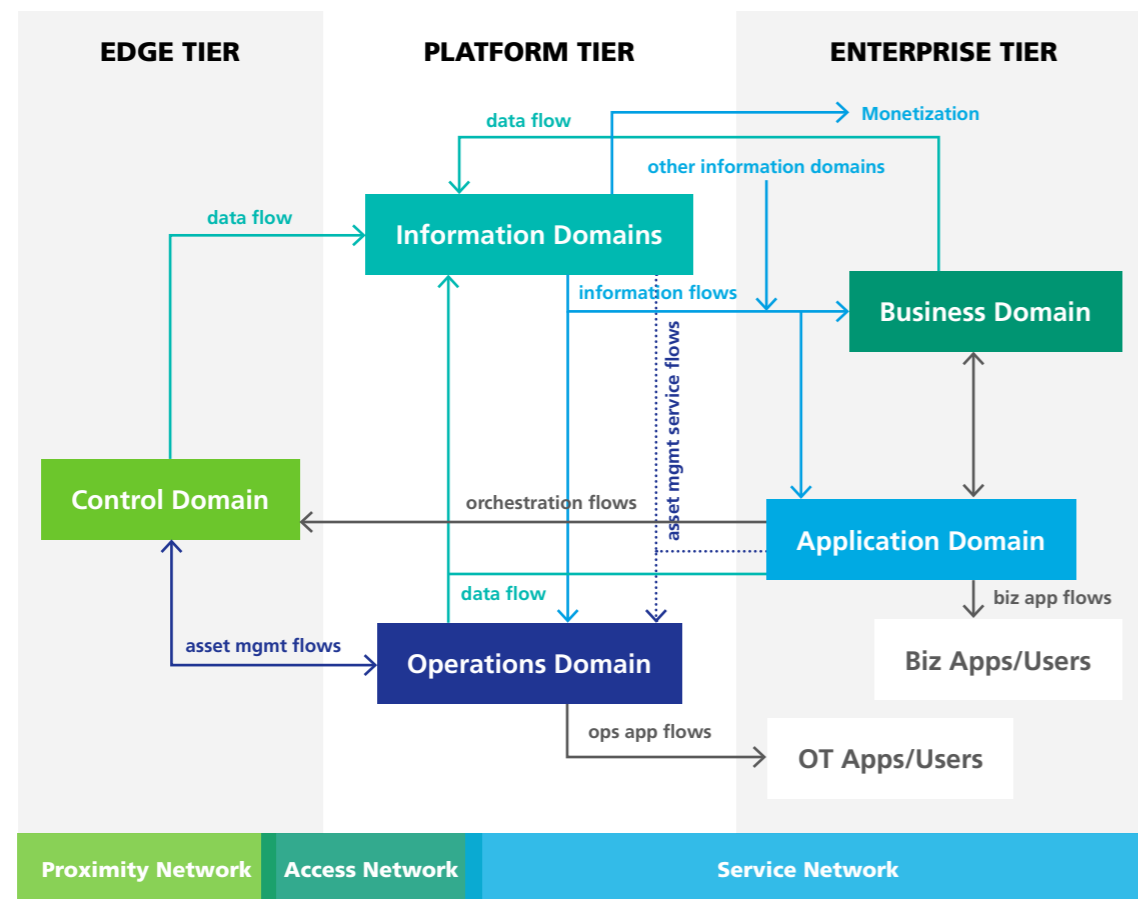 EDGE TIER
PLATFORM TIER
ENTERPRISE TIER
Monetization
data flow
other information domains
data flow
Information Domains
information flows
Business Domain
asset mgmt service flows
Control Domain
orchestration flows
Application Domain
data flow
biz app flows
asset mgmt flows
Operations Domain
Biz Apps/Users
ops app flows
OT Apps/Users
Proximity Network
Access Network
Service Network